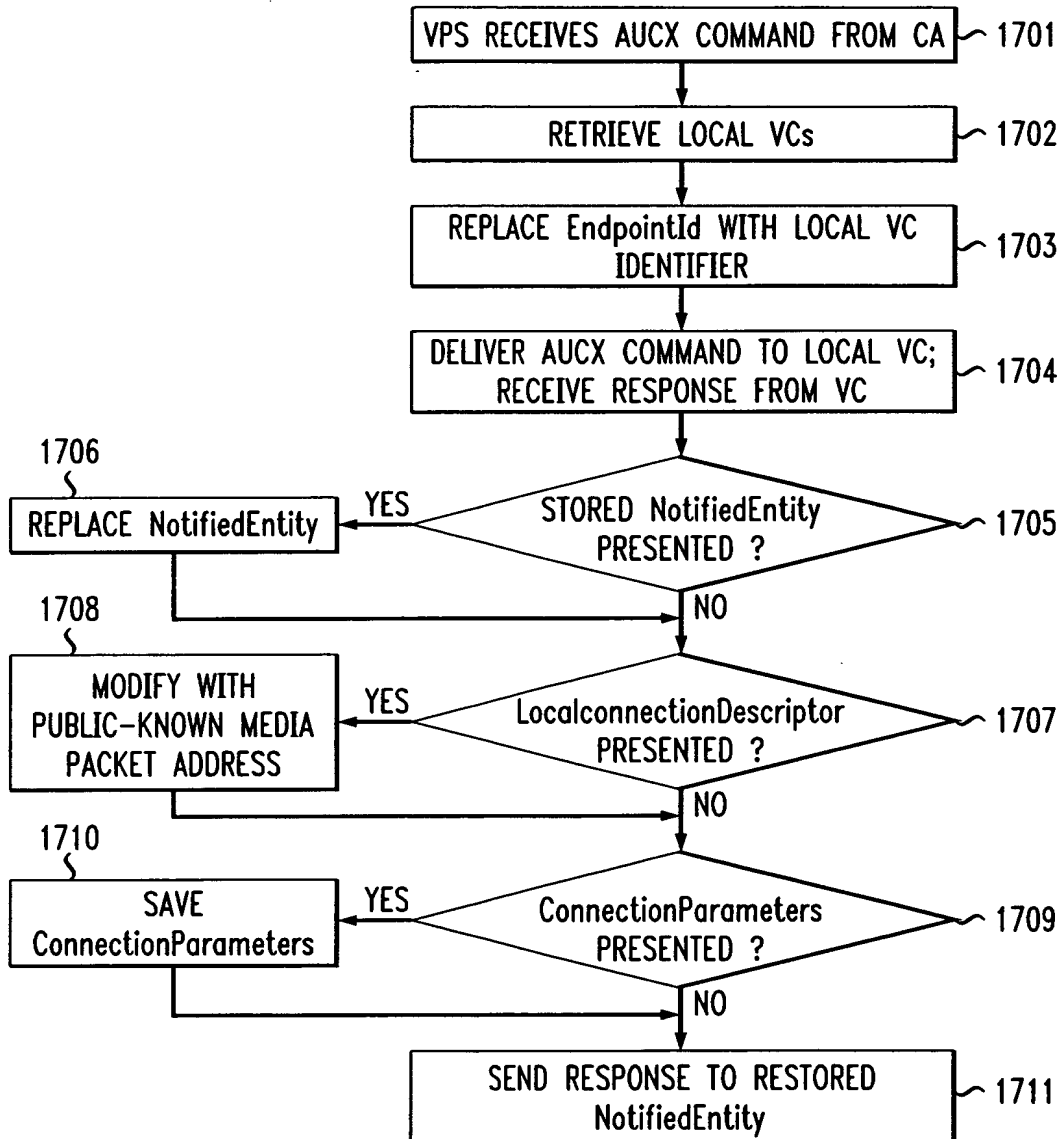 VPS RECEIVES AUCX COMMAND FROM CA
1701
RETRIEVE LOCAL VCs
1702
REPLACE EndpointId WITH LOCAL VC
IDENTIFIER
1703
DELIVER AUCX COMMAND TO LOCAL VC;
RECEIVE RESPONSE FROM VC
1704
1706
REPLACE NotifiedEntity
YES
STORED NotifiedEntity
PRESENTED ?
1705
NO
1708
MODIFY WITH
PUBLIC-KNOWN MEDIA
PACKET ADDRESS
YES
LocalconnectionDescriptor
PRESENTED ?
1707
NO
1710
SAVE
ConnectionParameters
YES
ConnectionParameters
PRESENTED ?
1709
NO
SEND RESPONSE TO RESTORED
NotifiedEntity
1711